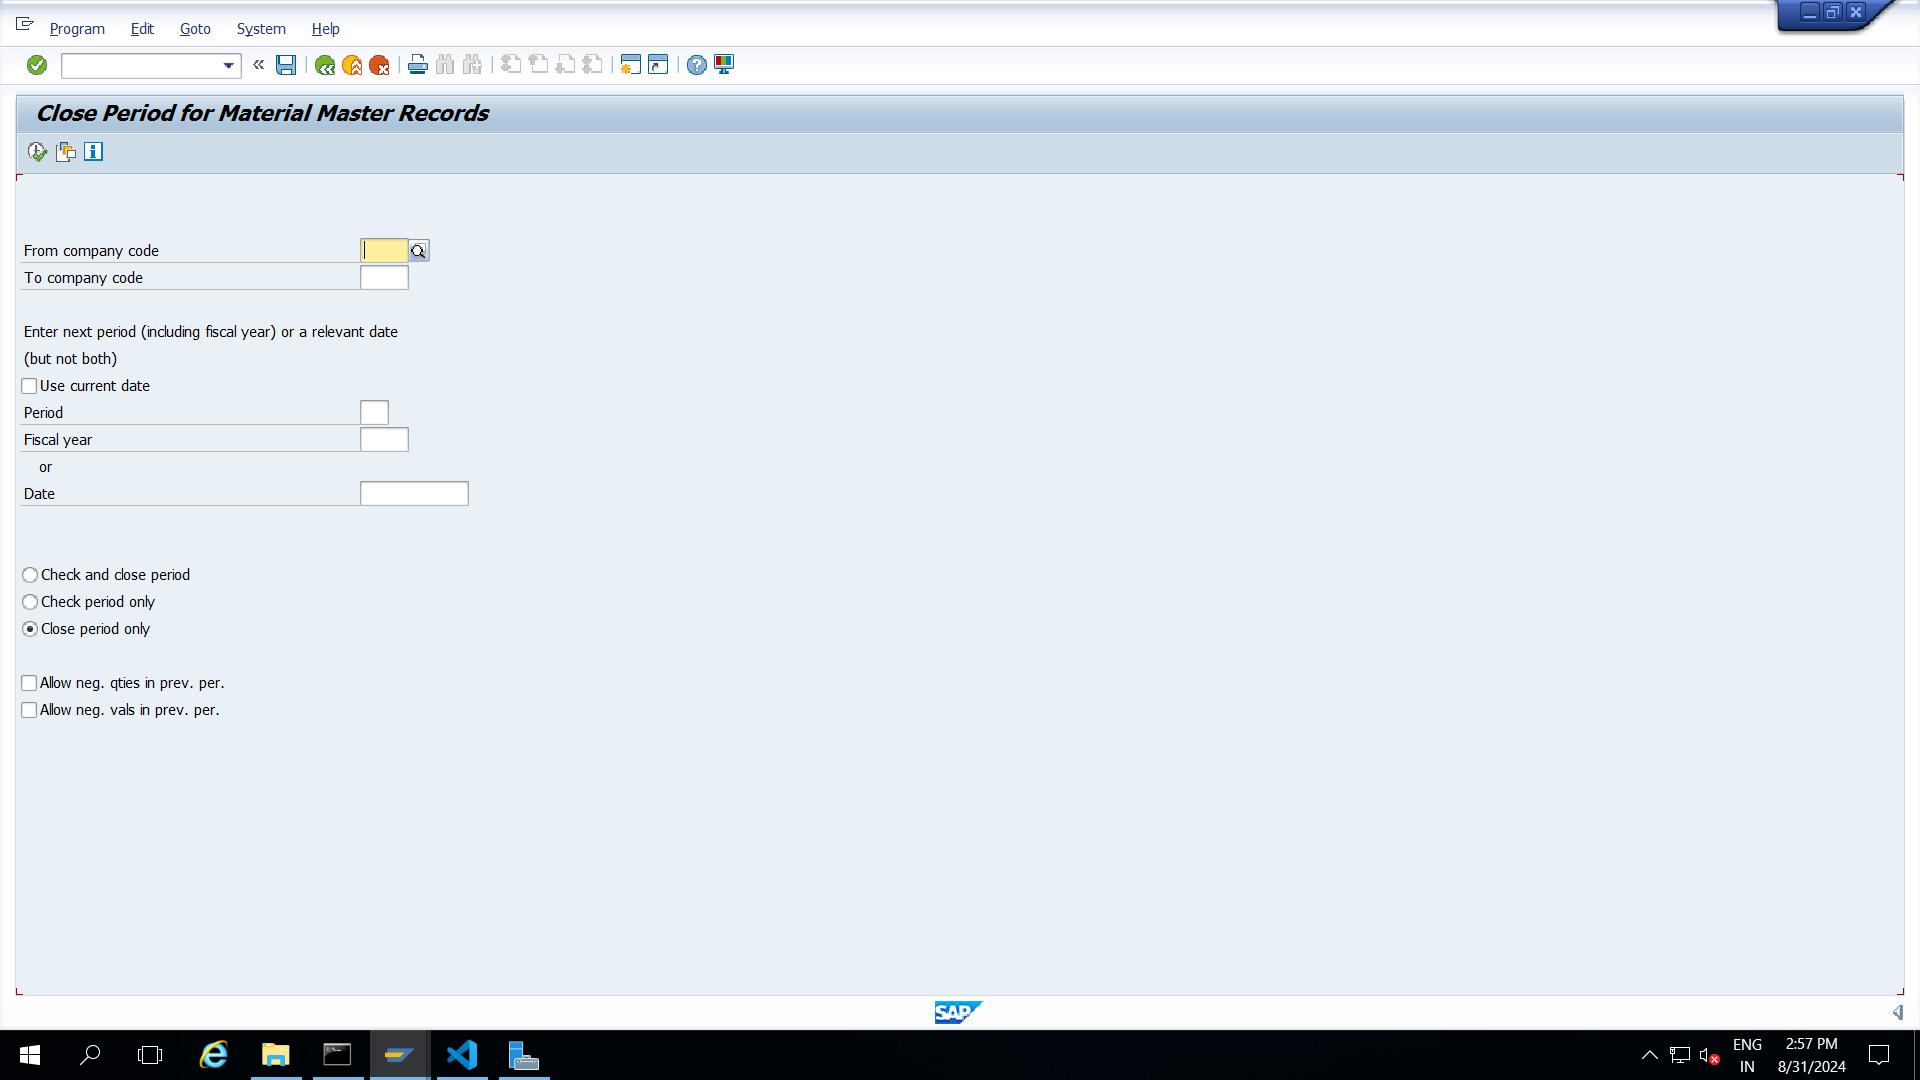 Program Edit Goto System Help
Close Period for Material Master Records
From company code
To company code
Enter next period (including fiscal year) or a relevant date
(but not both)
Use current date
Period
Fiscal year
or
Date
Check and close period
Check period only
Close period only
Allow neg. qties in prev. per.
Allow neg. vals in prev. per.
SAP
ENG 2:57 PM
IN 8/31/2024